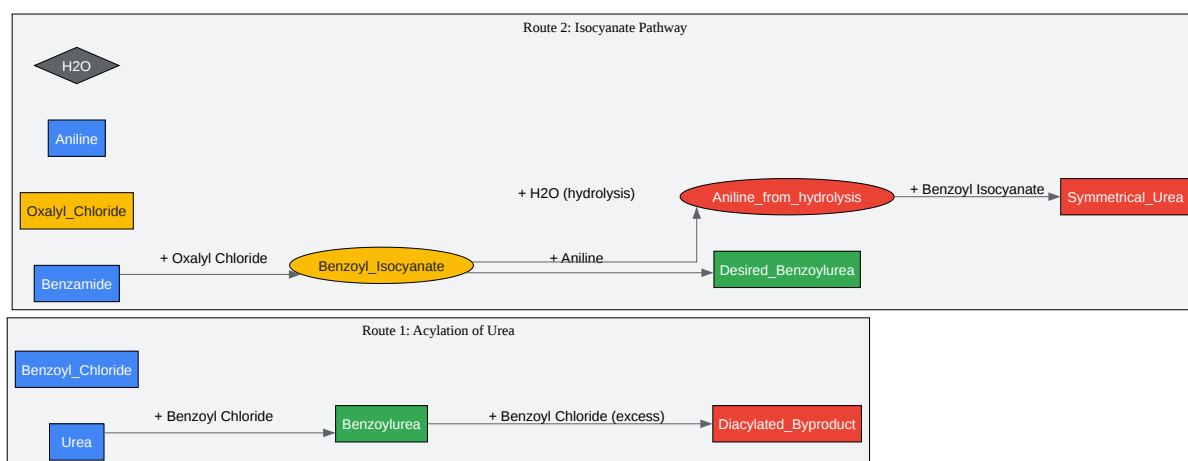 Route 2: Isocyanate Pathway
H2O
Aniline
Oxalyl_Chloride
Benzamide
+ Oxalyl Chloride
Benzoyl_Isocyanate
+ H2O (hydrolysis)
+ Aniline
Aniline_from_hydrolysis
Desired_Benzoylurea
+ Benzoyl Isocyanate
Symmetrical_Urea
Route 1: Acylation of Urea
Benzoyl_Chloride
Urea
+ Benzoyl Chloride
Benzoylurea
+ Benzoyl Chloride (excess)
Diacylated_Byproduct